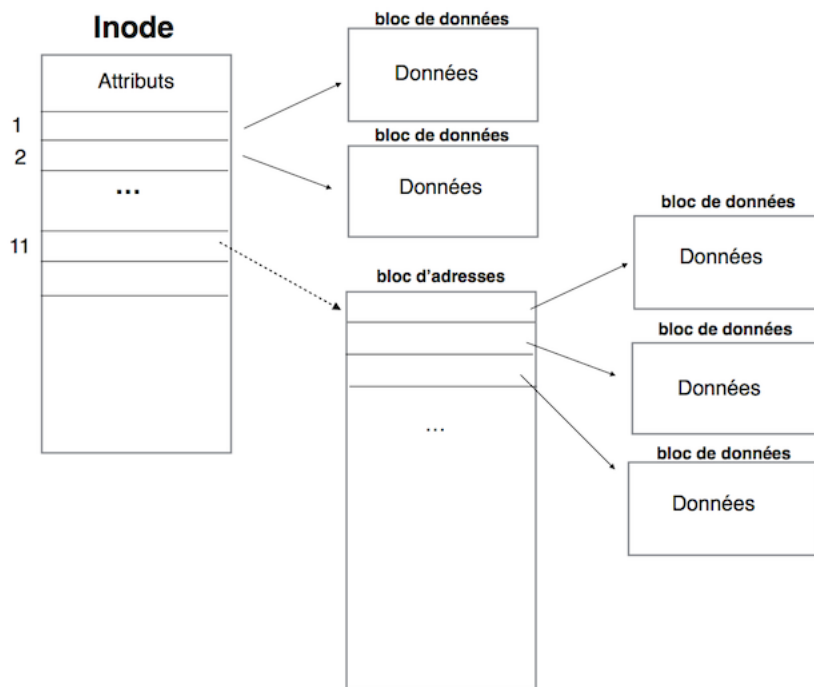 Inode
Attributs
1
2
...
11
bloc de données
Données
bloc de données
Données
bloc d'adresses
...
bloc de données
Données
bloc de données
Données
bloc de données
Données